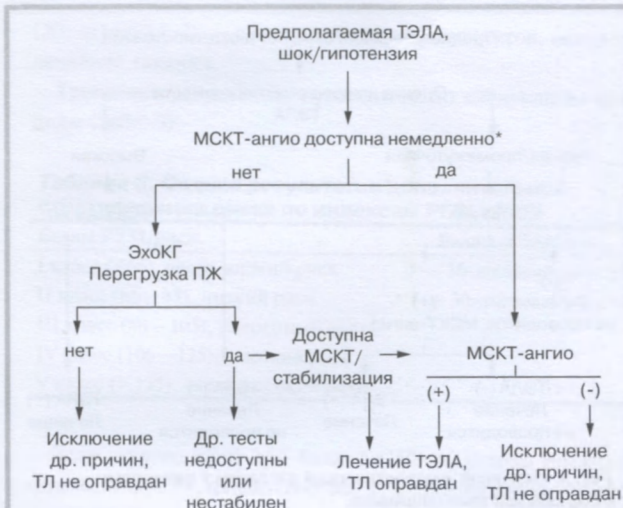 Предполагаемая ТЭЛА,
шок/гипотензия
МСКТ-ангио доступна немедленно*
нет
да
ЭхоКГ
Перегрузка ПЖ
нет
да
Доступна
МСКТ/
стабилизация
МСКТ-ангио
(+)
(-)
Исключение
др. причин,
ТЛ не оправдан
Др. тесты
недоступны
или
нестабилен
Лечение ТЭЛА,
ТЛ оправдан
Исключение
др. причин,
ТЛ не оправдан